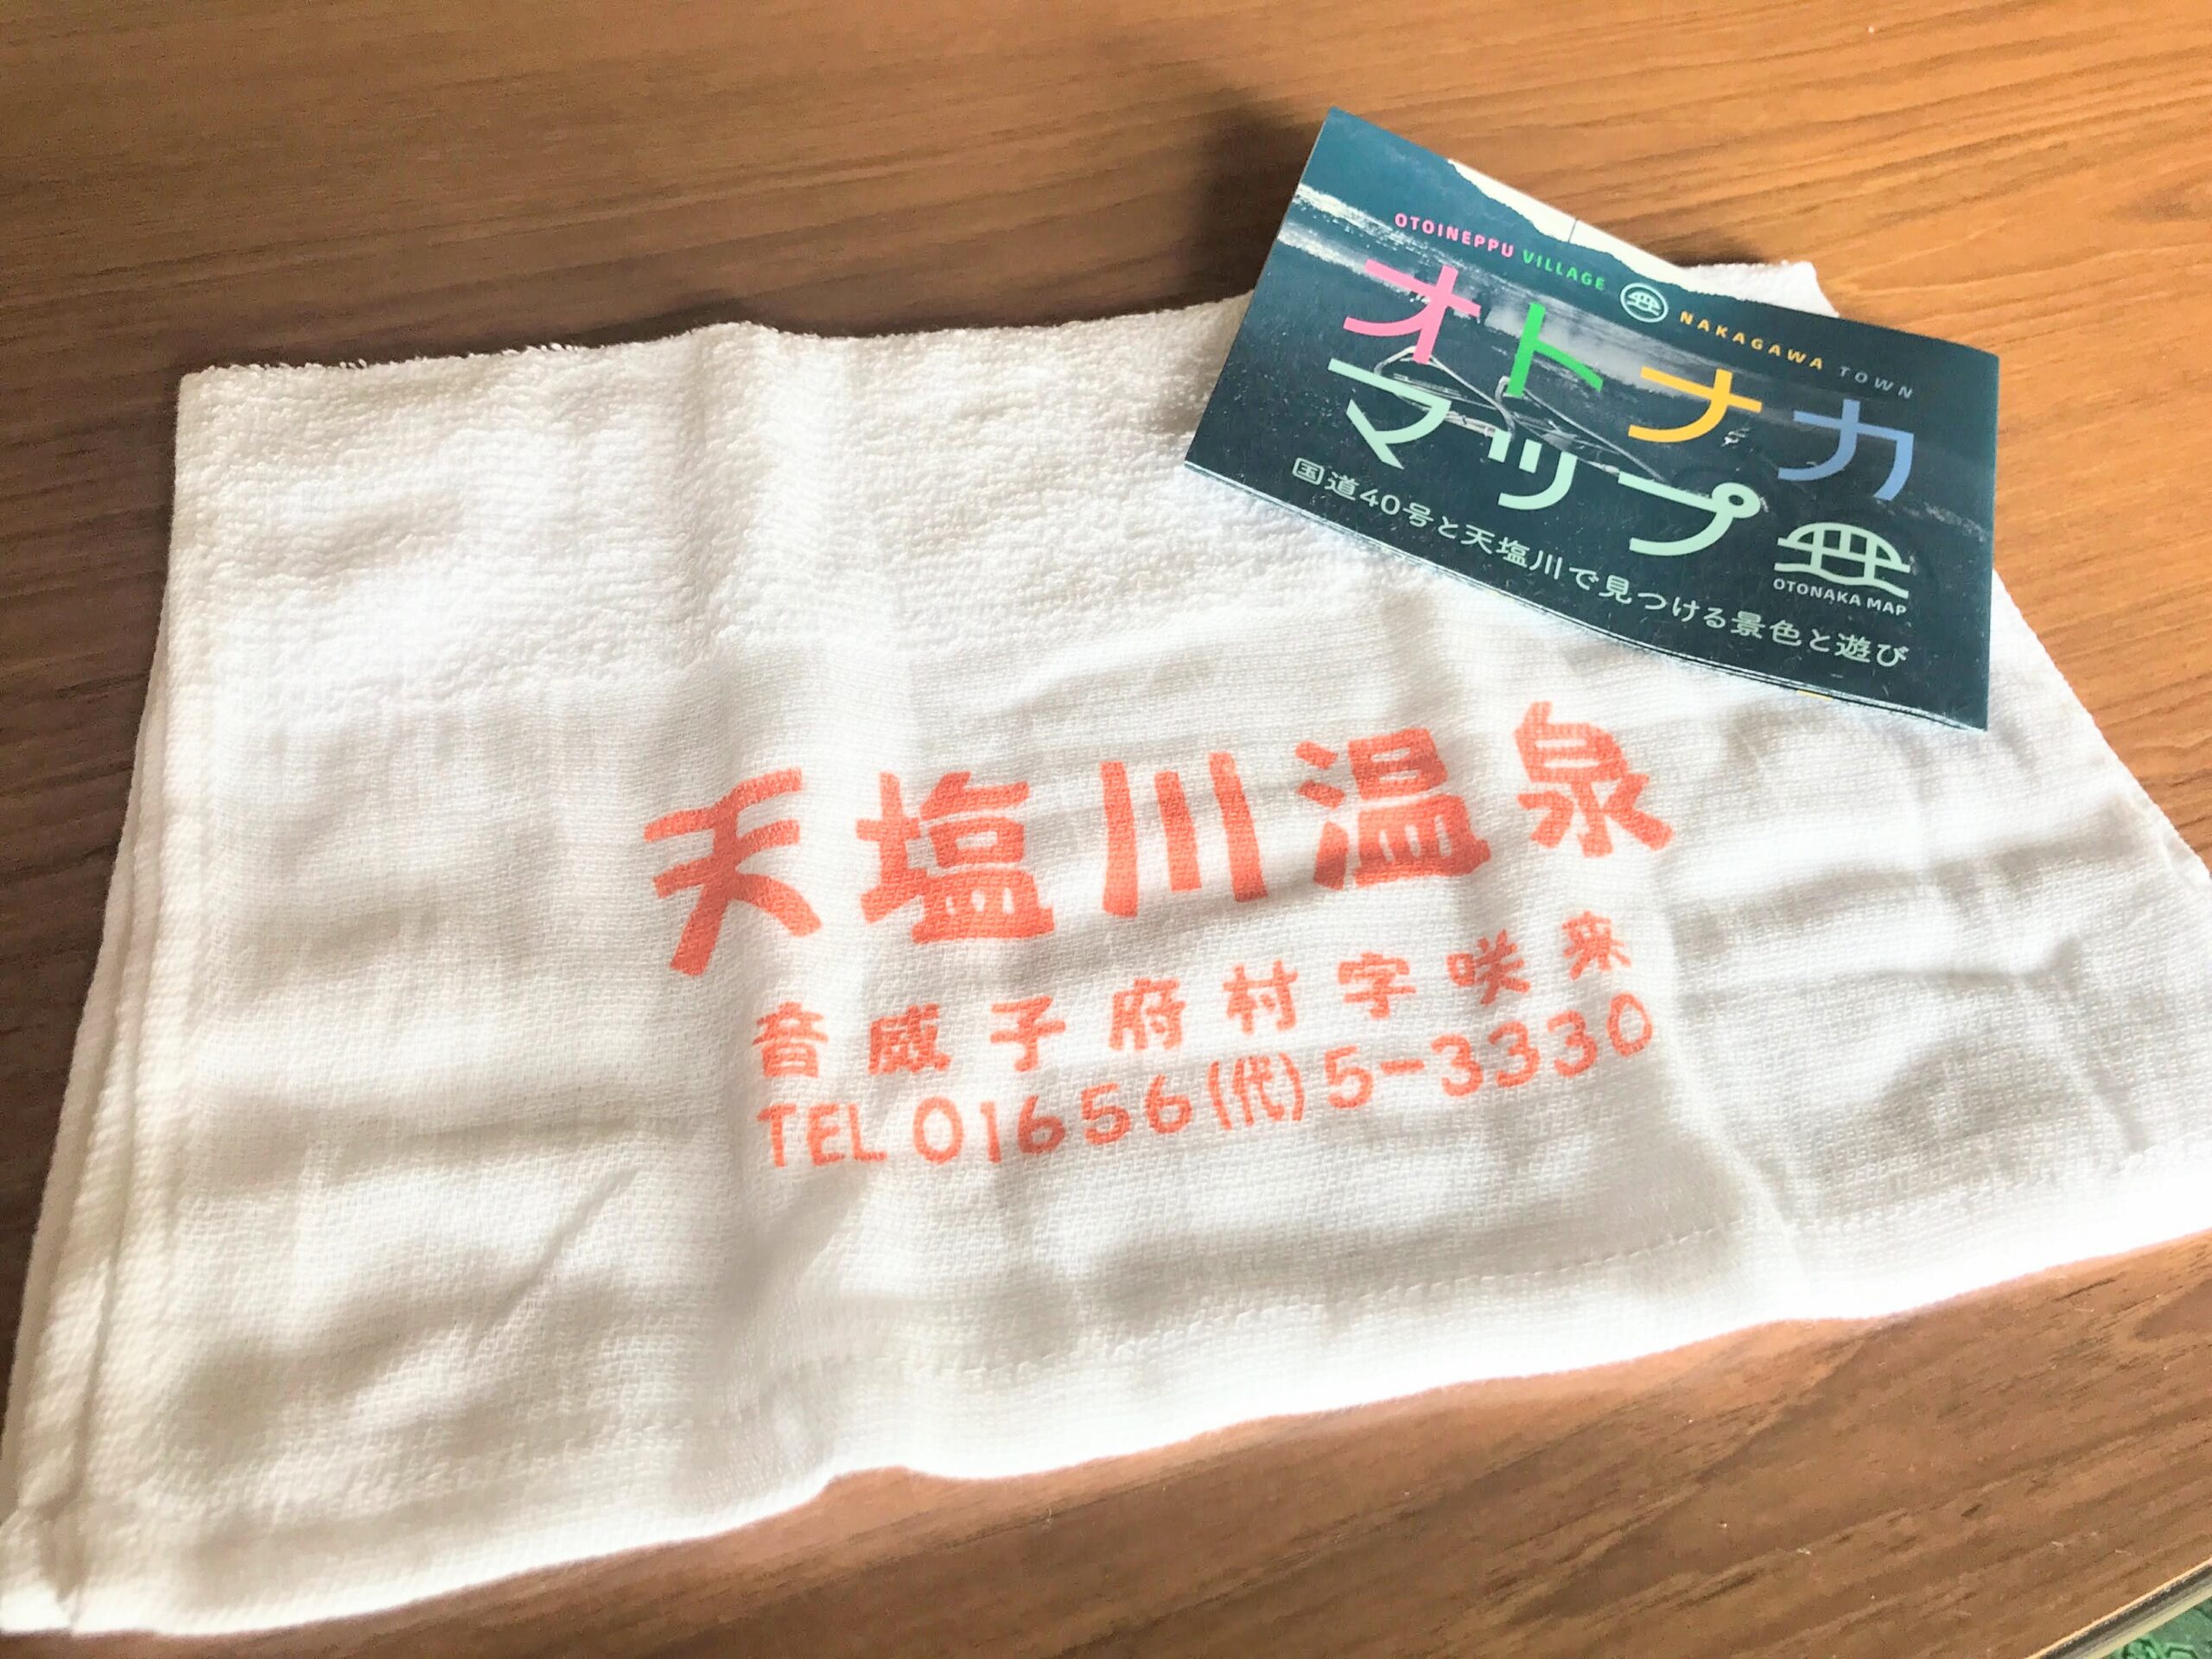 OTOINEPPU VILLAGE NAKAGAWA TOWN
オトナカ
マップ
OTONAKA MAP
国道40号と天塩川で見つける景色と遊び
天塩川温泉
音威子府村字咲来
TEL 01656(代)5-3330